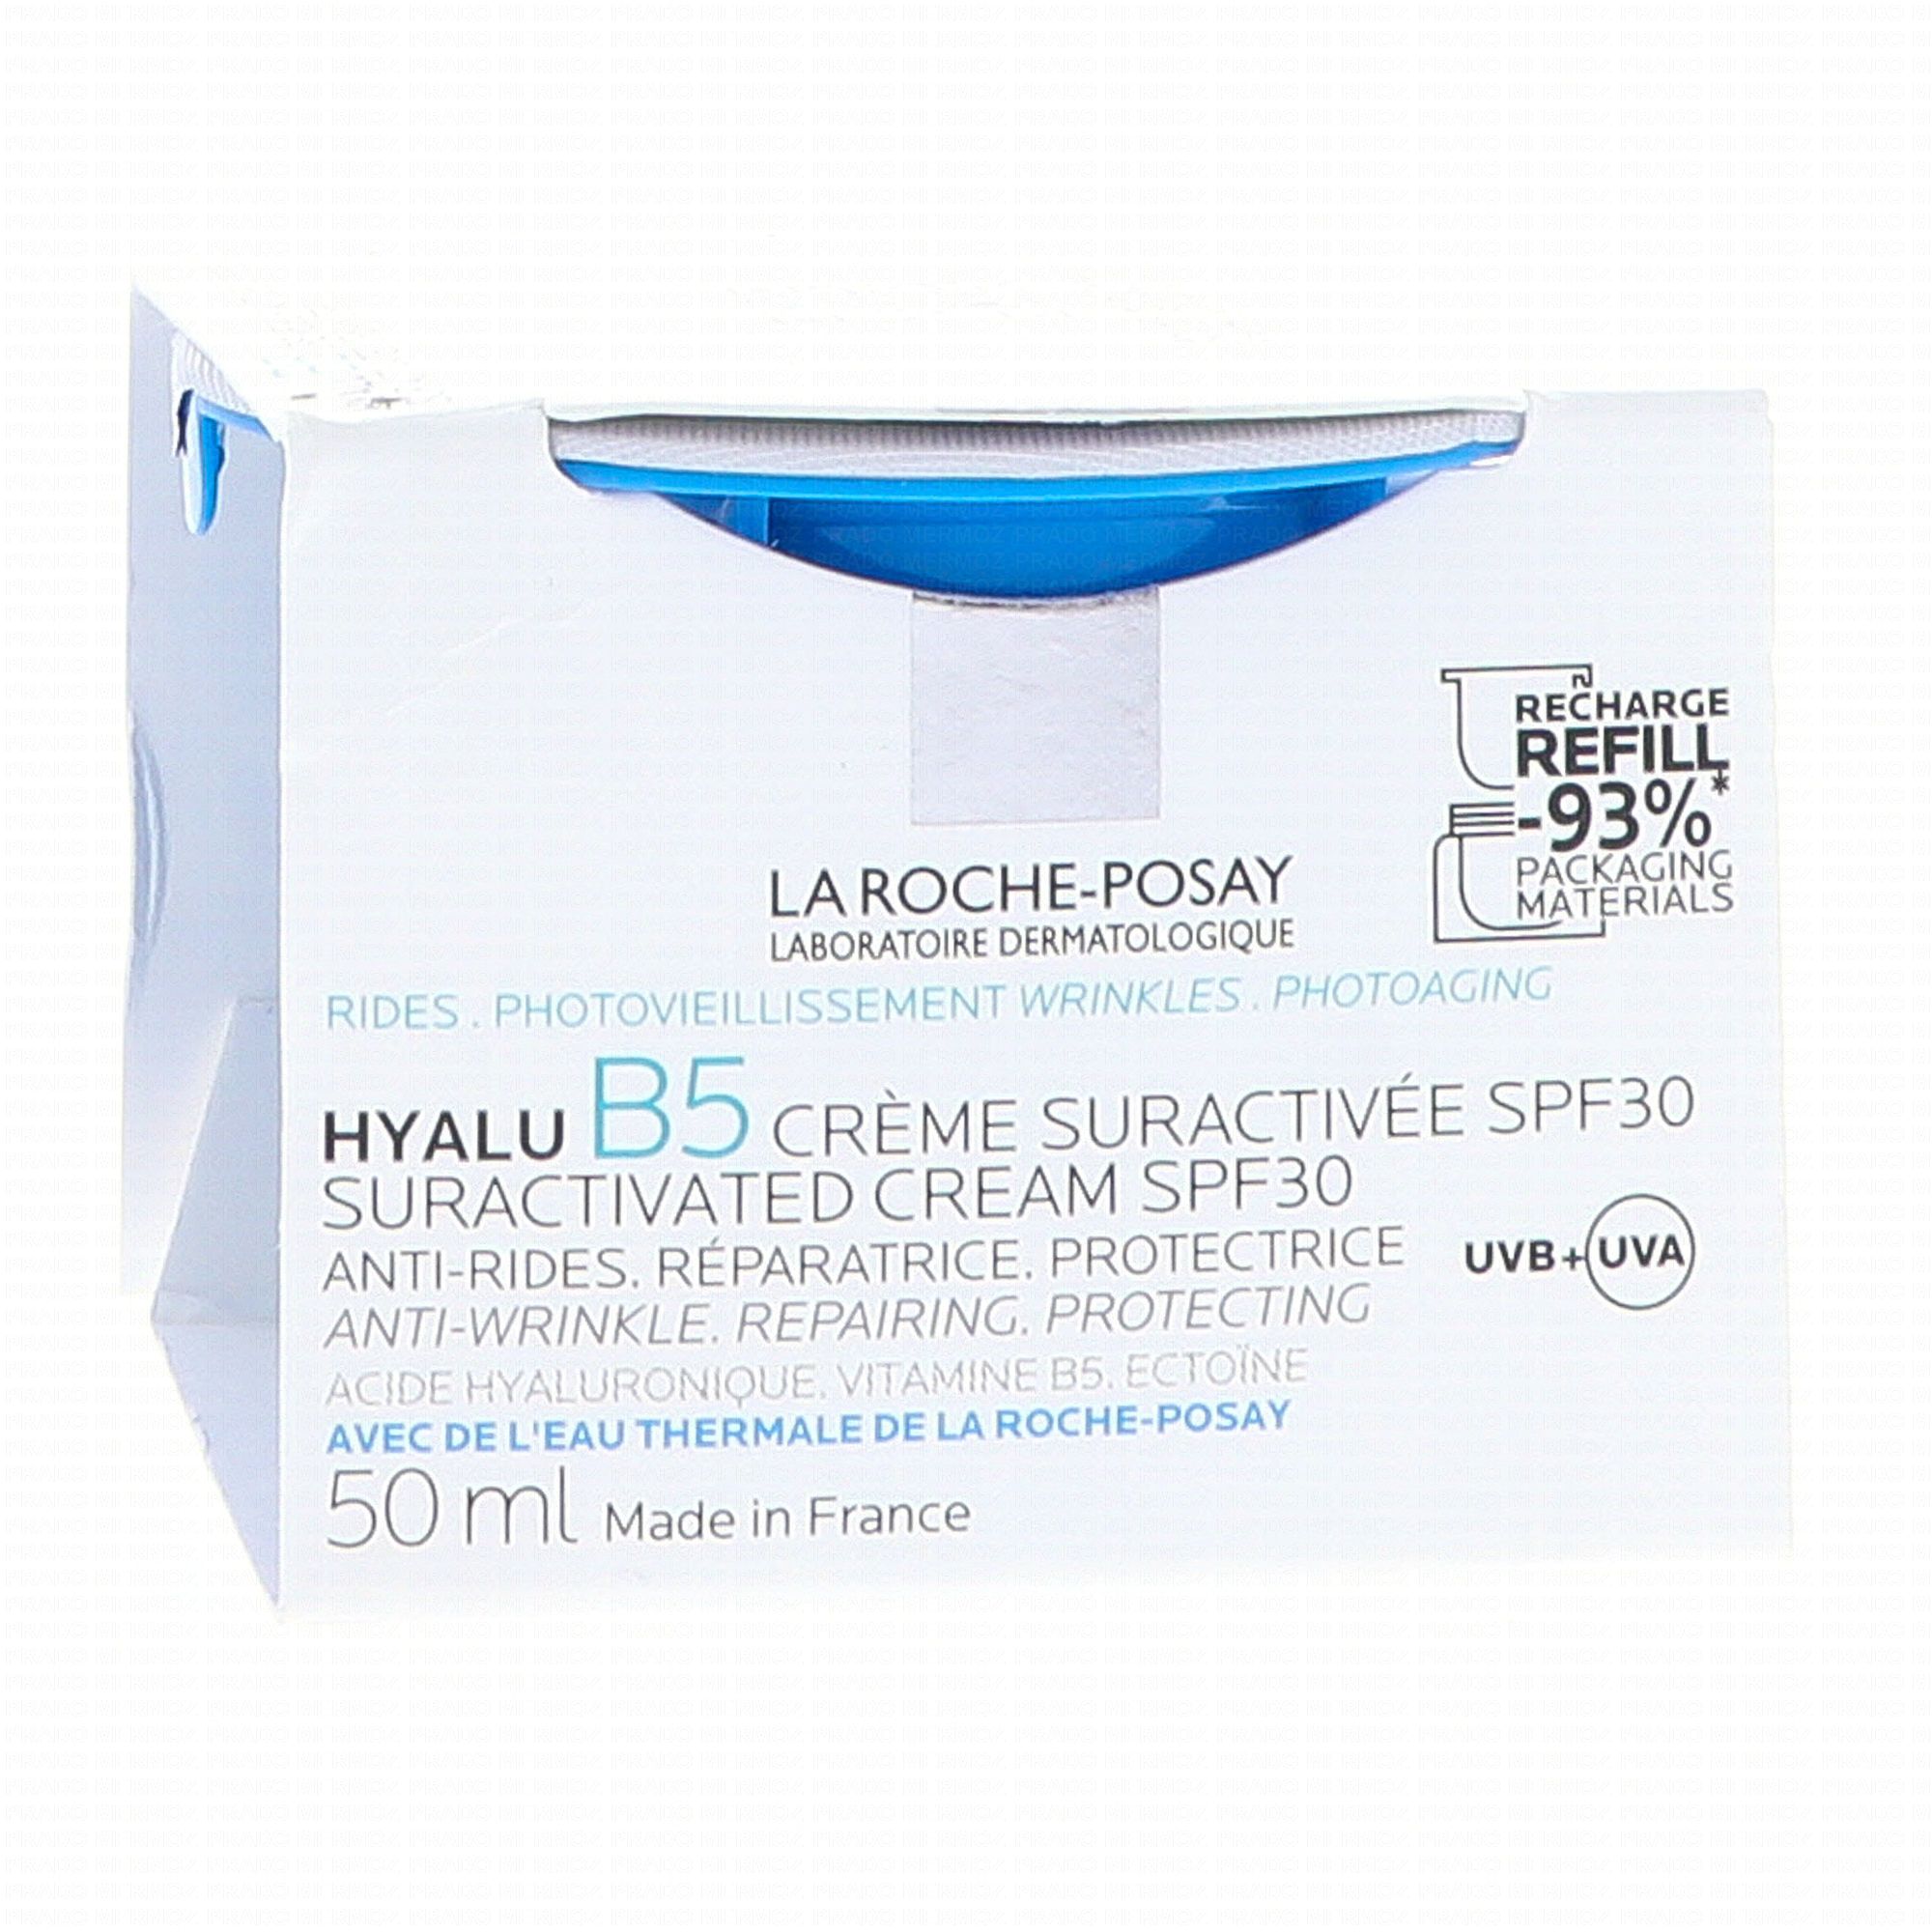 RECHARGE
REFILL
-93%*
PACKAGING
MATERIALS
LA ROCHE-POSAY
LABORATOIRE DERMATOLOGIQUE
RIDES . PHOTOVIEILLISSEMENT WRINKLES . PHOTOAGING
HYALU B5 CRÈME SURACTIVÉE SPF30
SURACTIVATED CREAM SPF30
ANTI-RIDES. RÉPARATRICE. PROTECTRICE
ANTI-WRINKLE. REPAIRING. PROTECTING
UVB+UVA
ACIDE HYALURONIQUE. VITAMINE B5. ECTOÏNE
AVEC DE L'EAU THERMALE DE LA ROCHE-POSAY
50 ml Made in France